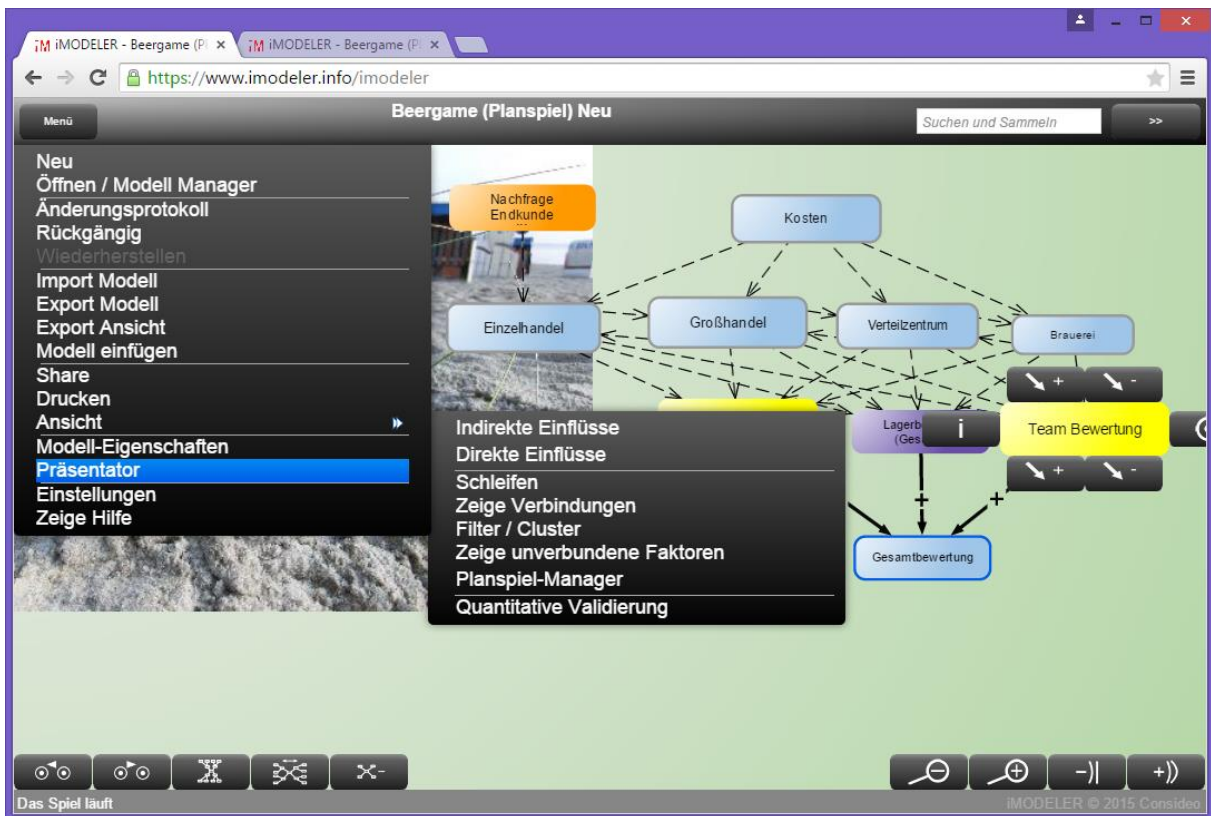 iMODELER - Beergame (Pl
iMODELER - Beergame (Pl
https://www.imodeler.info/imodeler
Menü
Beergame (Planspiel) Neu
Suchen und Sammeln
>>
Neu
Öffnen / Modell Manager
Änderungsprotokoll
Rückgängig
Wiederherstellen
Import Modell
Export Modell
Export Ansicht
Modell einfügen
Share
Drucken
Ansicht
Modell-Eigenschaften
Präsentator
Einstellungen
Zeige Hilfe
Indirekte Einflüsse
Direkte Einflüsse
Schleifen
Zeige Verbindungen
Filter / Cluster
Zeige unverbundene Faktoren
Planspiel-Manager
Quantitative Validierung
Nachfrage
Endkunde
...
Kosten
Einzelhandel
Großhandel
Verteilzentrum
Brauerei
+
-
i
Team Bewertung
+
-
+
+
Gesamtbewertung
Das Spiel läuft
iMODELER © 2015 Consideo